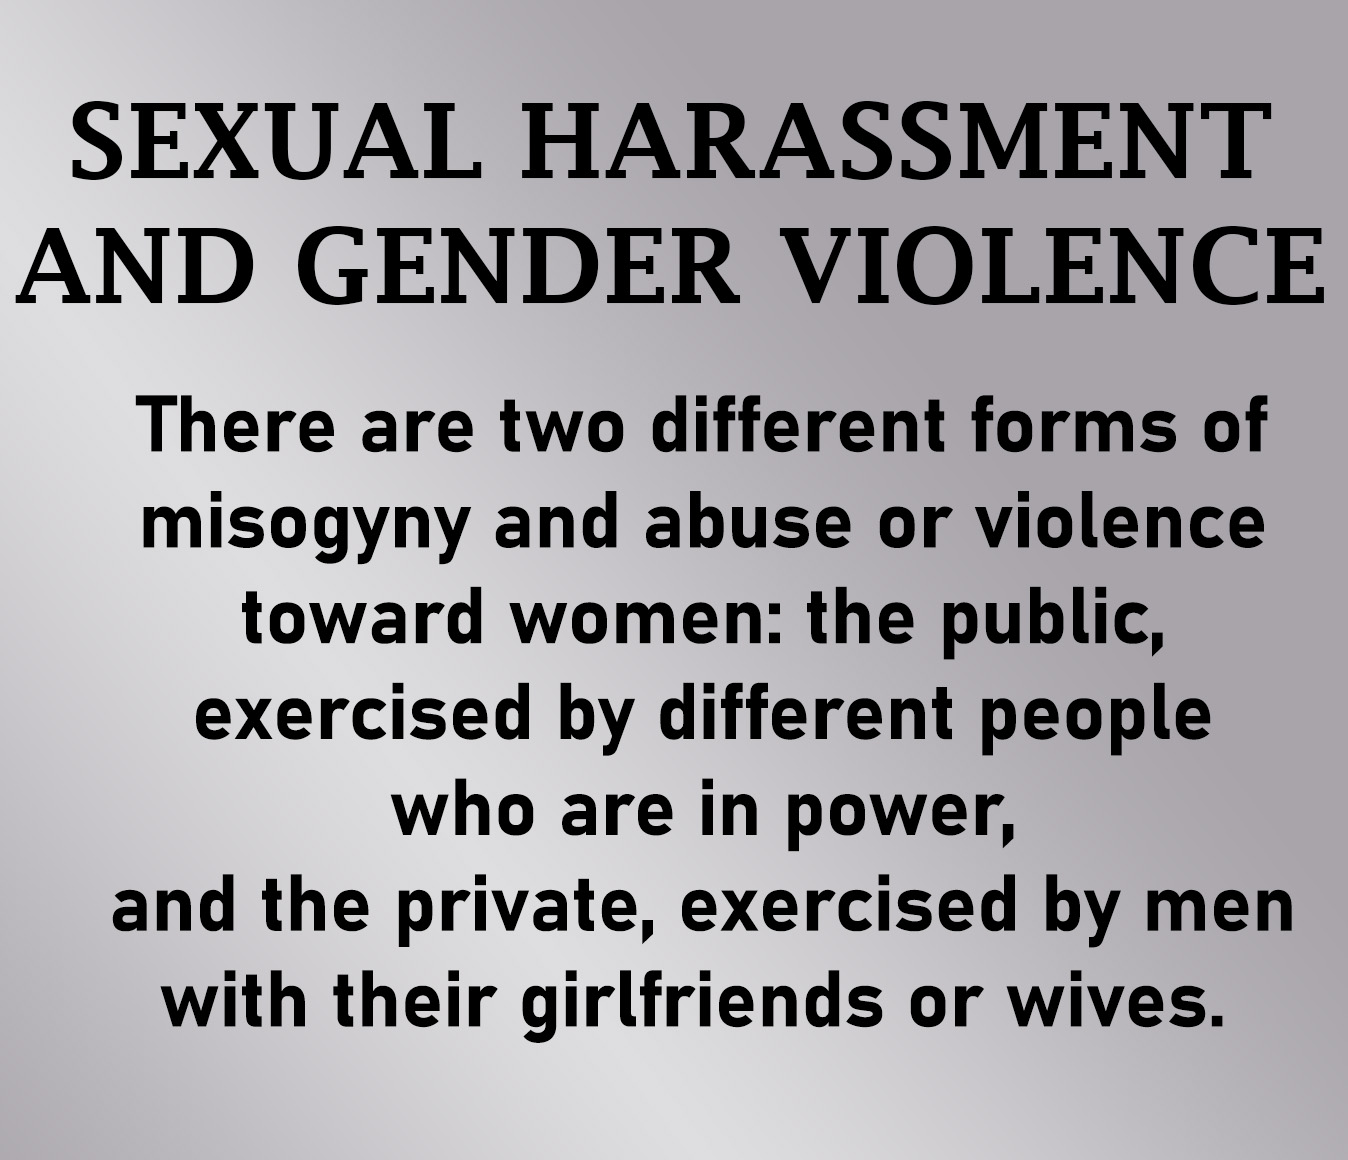 SEXUAL HARASSMENT
AND GENDER VIOLENCE
There are two different forms of
misogyny and abuse or violence
toward women: the public,
exercised by different people
who are in power,
and the private, exercised by men
with their girlfriends or wives.